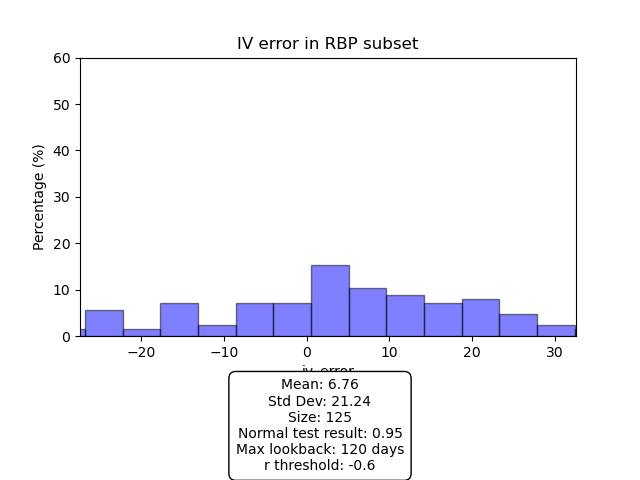 IV error in RBP subset
60
50
40
30
20
10
0
Percentage (%)
−20
−10
0
10
20
30
iv_error
Mean: 6.76
Std Dev: 21.24
Size: 125
Normal test result: 0.95
Max lookback: 120 days
r threshold: -0.6